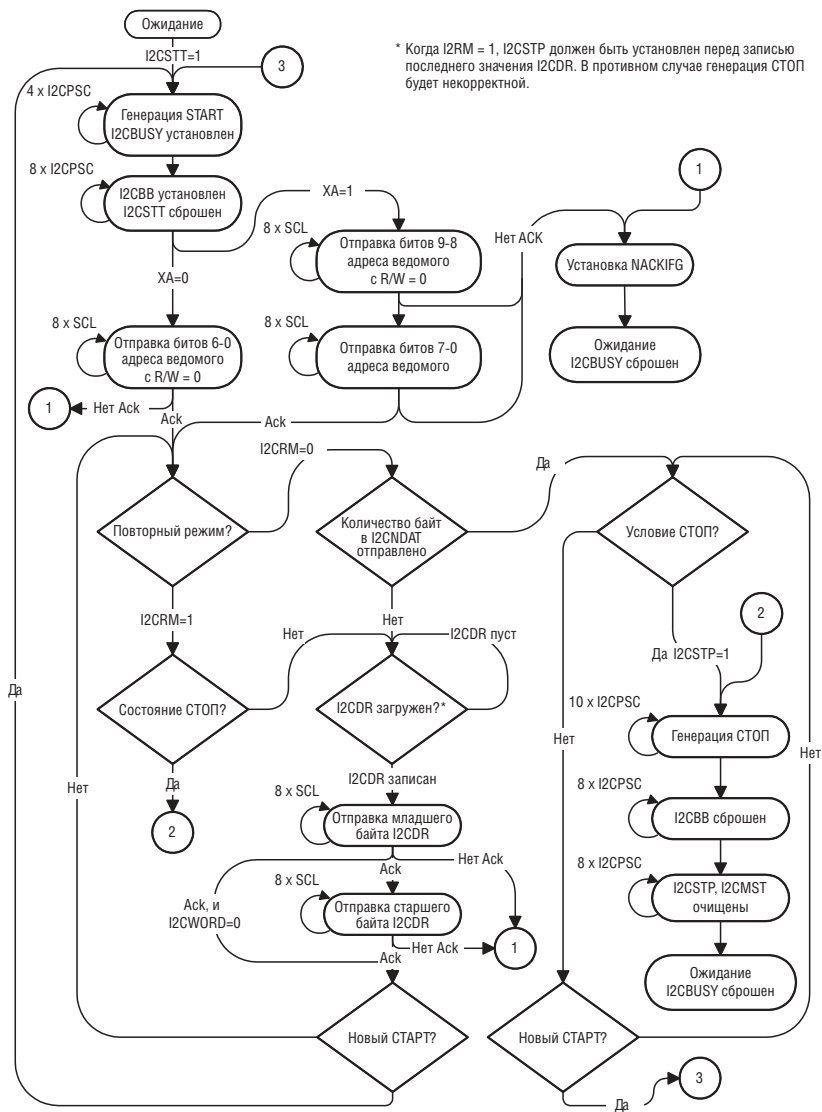 Ожидание
I2CSTT=1
3
* Когда I2RM = 1, I2CSTP должен быть установлен перед записью
последнего значения I2CDR. В противном случае генерация СТОП
будет некорректной.
4 x I2CPSC
Генерация START
I2CBUSY установлен
8 x I2CPSC
I2CBB установлен
I2CSTT сброшен
XA=1
1
8 x SCL
Отправка битов 9-8
адреса ведомого
с R/W = 0
Нет ACK
Установка NACKIFG
XA=0
8 x SCL
Отправка битов 6-0
адреса ведомого
с R/W = 0
8 x SCL
Отправка битов 7-0
адреса ведомого
Ожидание
I2CBUSY сброшен
1
Нет Ack
Ack
Ack
I2CRM=0
Да
Повторный режим?
Количество байт
в I2CNDAT
отправлено
Условие СТОП?
I2CRM=1
Нет
Нет
I2CDR пуст
2
Да I2CSTP=1
Да
Состояние СТОП?
I2CDR загружен?*
10 x I2CPSC
Генерация СТОП
Нет
Нет
Нет
Да
2
I2CDR записан
8 x SCL
Отправка младшего
байта I2CDR
8 x I2CPSC
I2CBB сброшен
Нет Ack
Ack
Ack, и
I2CWORD=0
8 x SCL
Отправка старшего
байта I2CDR
8 x I2CPSC
I2CSTP, I2CMST
очищены
Нет Ack
1
Ack
Ожидание
I2CBUSY сброшен
Новый СТАРТ?
Новый СТАРТ?
3
Да